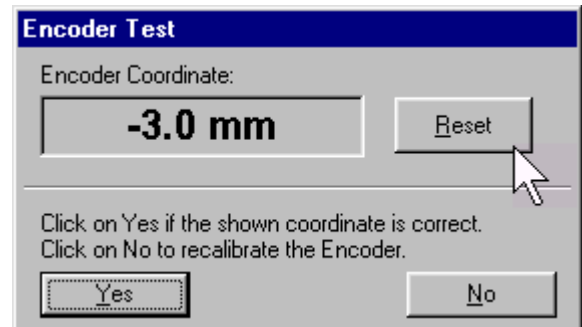 Encoder Test
Encoder Coordinate:
-3.0 mm
Reset
Click on Yes if the shown coordinate is correct.
Click on No to recalibrate the Encoder.
Yes
No